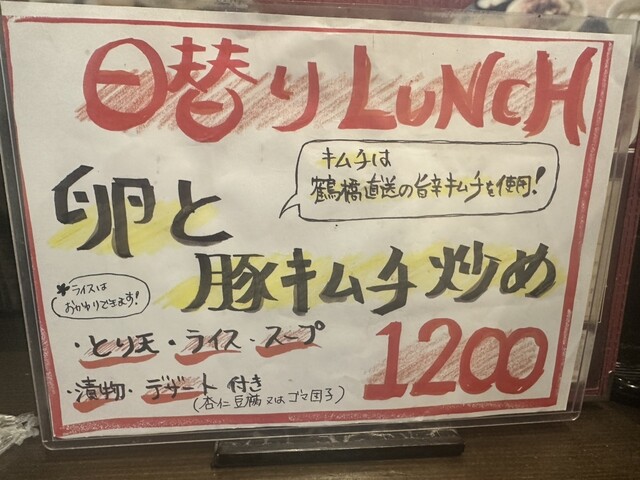 日替りLUNCH
キムチは
鶴橋直送の旨辛キムチを使用!
卵と
豚キムチ炒め
*ライスは
おかわりできます!
・とり天・ライス・スープ
・漬物・デザート付き
(杏仁豆腐又はゴマ団子)
1200